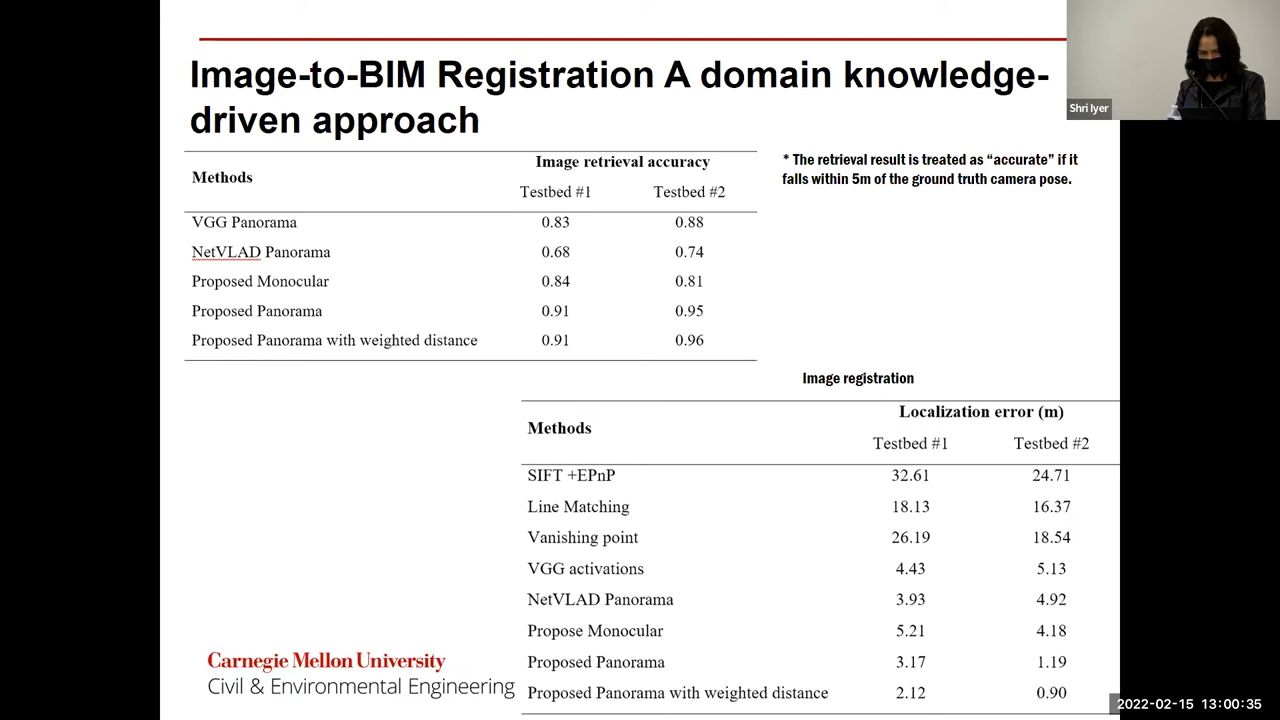 Image-to-BIM Registration A domain knowledge-
driven approach
Shri Iyer
* The retrieval result is treated as “accurate” if it
falls within 5m of the ground truth camera pose.
Methods Image retrieval accuracy
Testbed #1 Testbed #2
VGG Panorama 0.83 0.88
NetVLAD Panorama 0.68 0.74
Proposed Monocular 0.84 0.81
Proposed Panorama 0.91 0.95
Proposed Panorama with weighted distance 0.91 0.96
Image registration
Methods Localization error (m)
Testbed #1 Testbed #2
SIFT +EPnP 32.61 24.71
Line Matching 18.13 16.37
Vanishing point 26.19 18.54
VGG activations 4.43 5.13
NetVLAD Panorama 3.93 4.92
Propose Monocular 5.21 4.18
Proposed Panorama 3.17 1.19
Proposed Panorama with weighted distance 2.12 0.90
Carnegie Mellon University
Civil & Environmental Engineering
2022-02-15 13:00:35